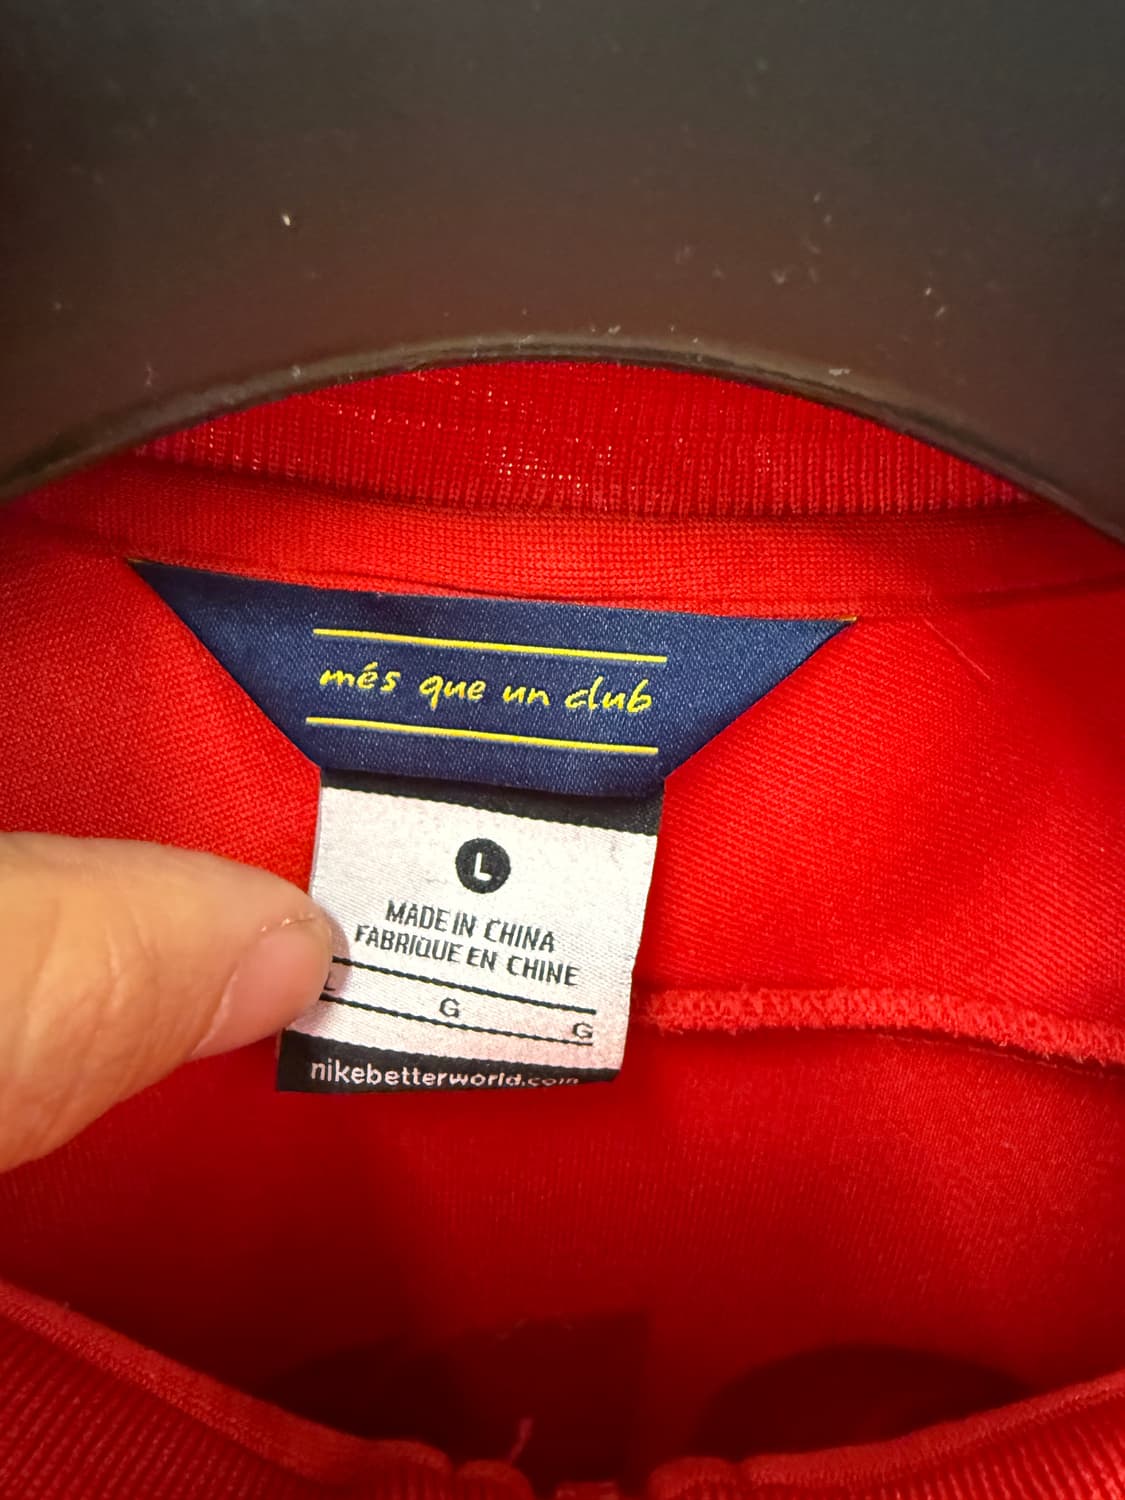 més que un club
L
MADE IN CHINA
FABRIQUE EN CHINE
G
G
nikebetterworld.com